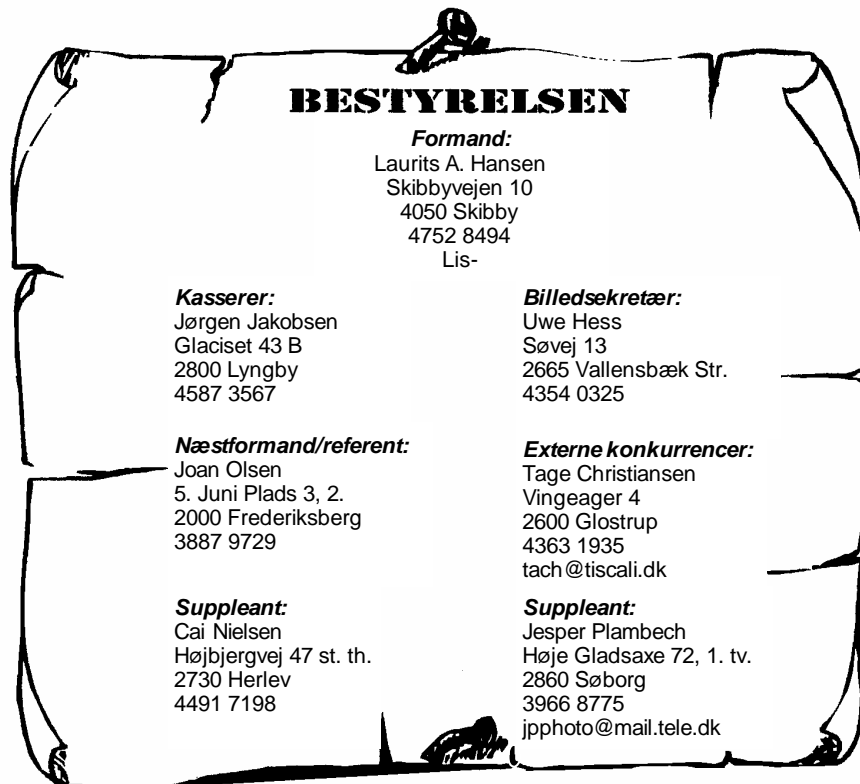 BESTYRELSEN
Formand:
Laurits A. Hansen
Skibbyvejen 10
4050 Skibby
4752 8494
Lis-
Kasserer:
Jørgen Jakobsen
Glaciset 43 B
2800 Lyngby
4587 3567
Billedsekretær:
Uwe Hess
Søvej 13
2665 Vallensbæk Str.
4354 0325
Næstformand/referent:
Joan Olsen
5. Juni Plads 3, 2.
2000 Frederiksberg
3887 9729
Externe konkurrencer:
Tage Christiansen
Vingeager 4
2600 Glostrup
4363 1935
tach@tiscali.dk
Suppleant:
Cai Nielsen
Højbjergvej 47 st. th.
2730 Herlev
4491 7198
Suppleant:
Jesper Plambech
Høje Gladsaxe 72, 1. tv.
2860 Søborg
3966 8775
jpphoto@mail.tele.dk